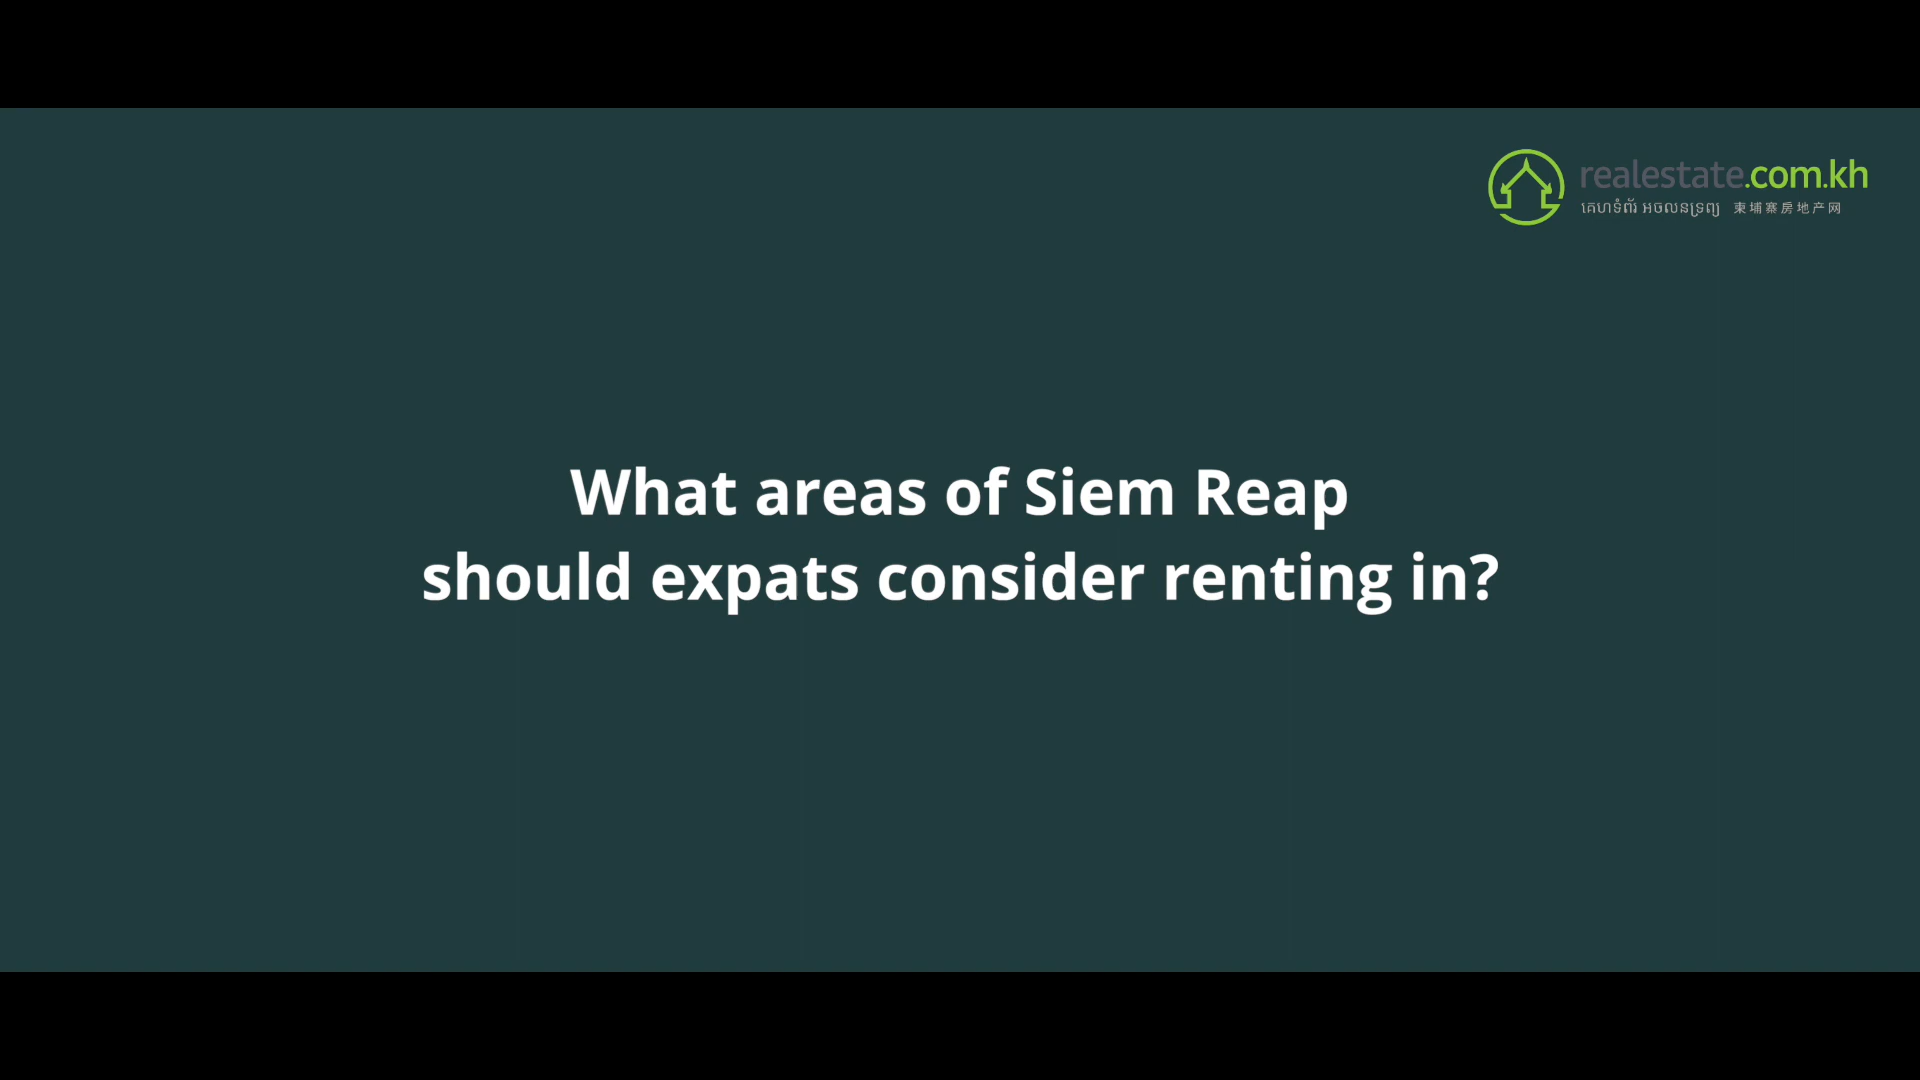 realestate.com.kh
គេហទំព័រ អចលនទ្រព្យ 柬埔寨房地产网
What areas of Siem Reap
should expats consider renting in?